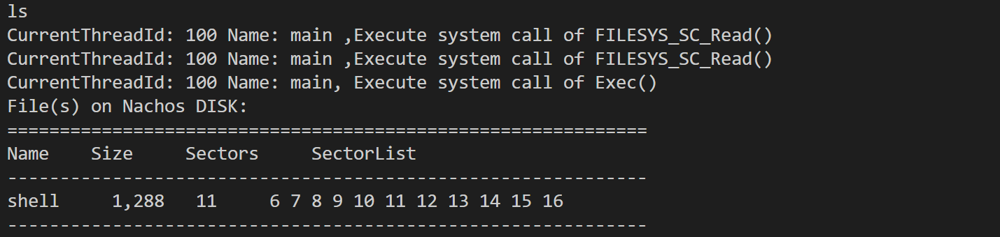 ls
CurrentThreadId: 100 Name: main ,Execute system call of FILESYS_SC_Read()
CurrentThreadId: 100 Name: main ,Execute system call of FILESYS_SC_Read()
CurrentThreadId: 100 Name: main, Execute system call of Exec()
File(s) on Nachos DISK:
=============================================================
Name    Size     Sectors     SectorList
-------------------------------------------------------------
shell     1,288   11     6 7 8 9 10 11 12 13 14 15 16
-------------------------------------------------------------